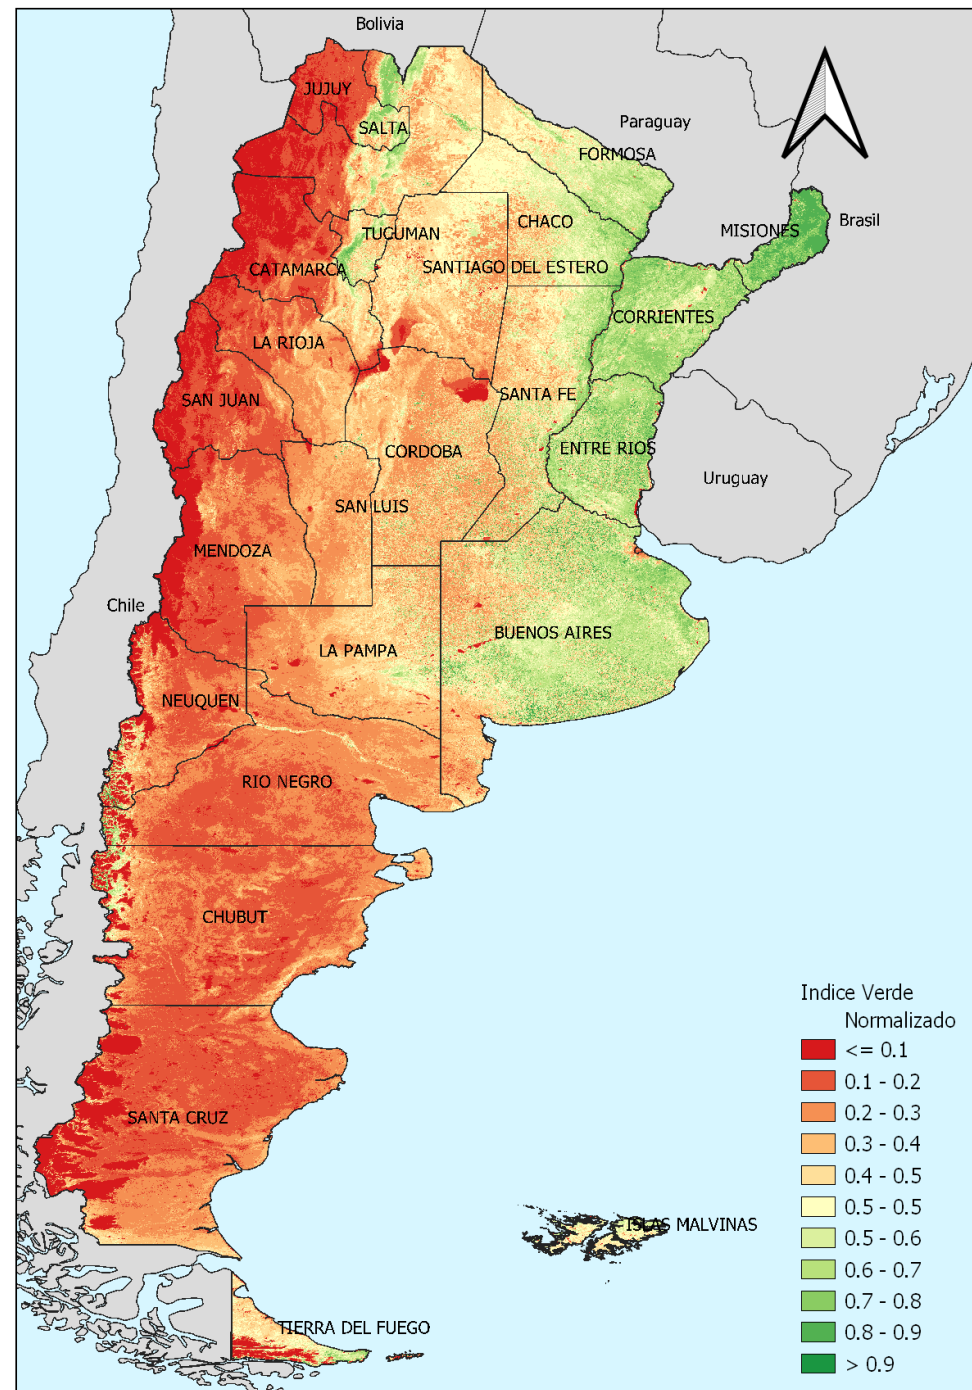 Bolivia
JUJUY
SALTA
Paraguay
FORMOSA
CHACO
MISIONES
Brasil
TUCUMAN
CATAMARCA
SANTIAGO DEL ESTERO
CORRIENTES
LA RIOJA
SAN JUAN
SANTA FE
CORDOBA
ENTRE RIOS
Uruguay
SAN LUIS
MENDOZA
Chile
BUENOS AIRES
LA PAMPA
NEUQUEN
RIO NEGRO
CHUBUT
SANTA CRUZ
ISLAS MALVINAS
TIERRA DEL FUEGO
Indice Verde
Normalizado
<= 0.1
0.1 - 0.2
0.2 - 0.3
0.3 - 0.4
0.4 - 0.5
0.5 - 0.5
0.5 - 0.6
0.6 - 0.7
0.7 - 0.8
0.8 - 0.9
> 0.9